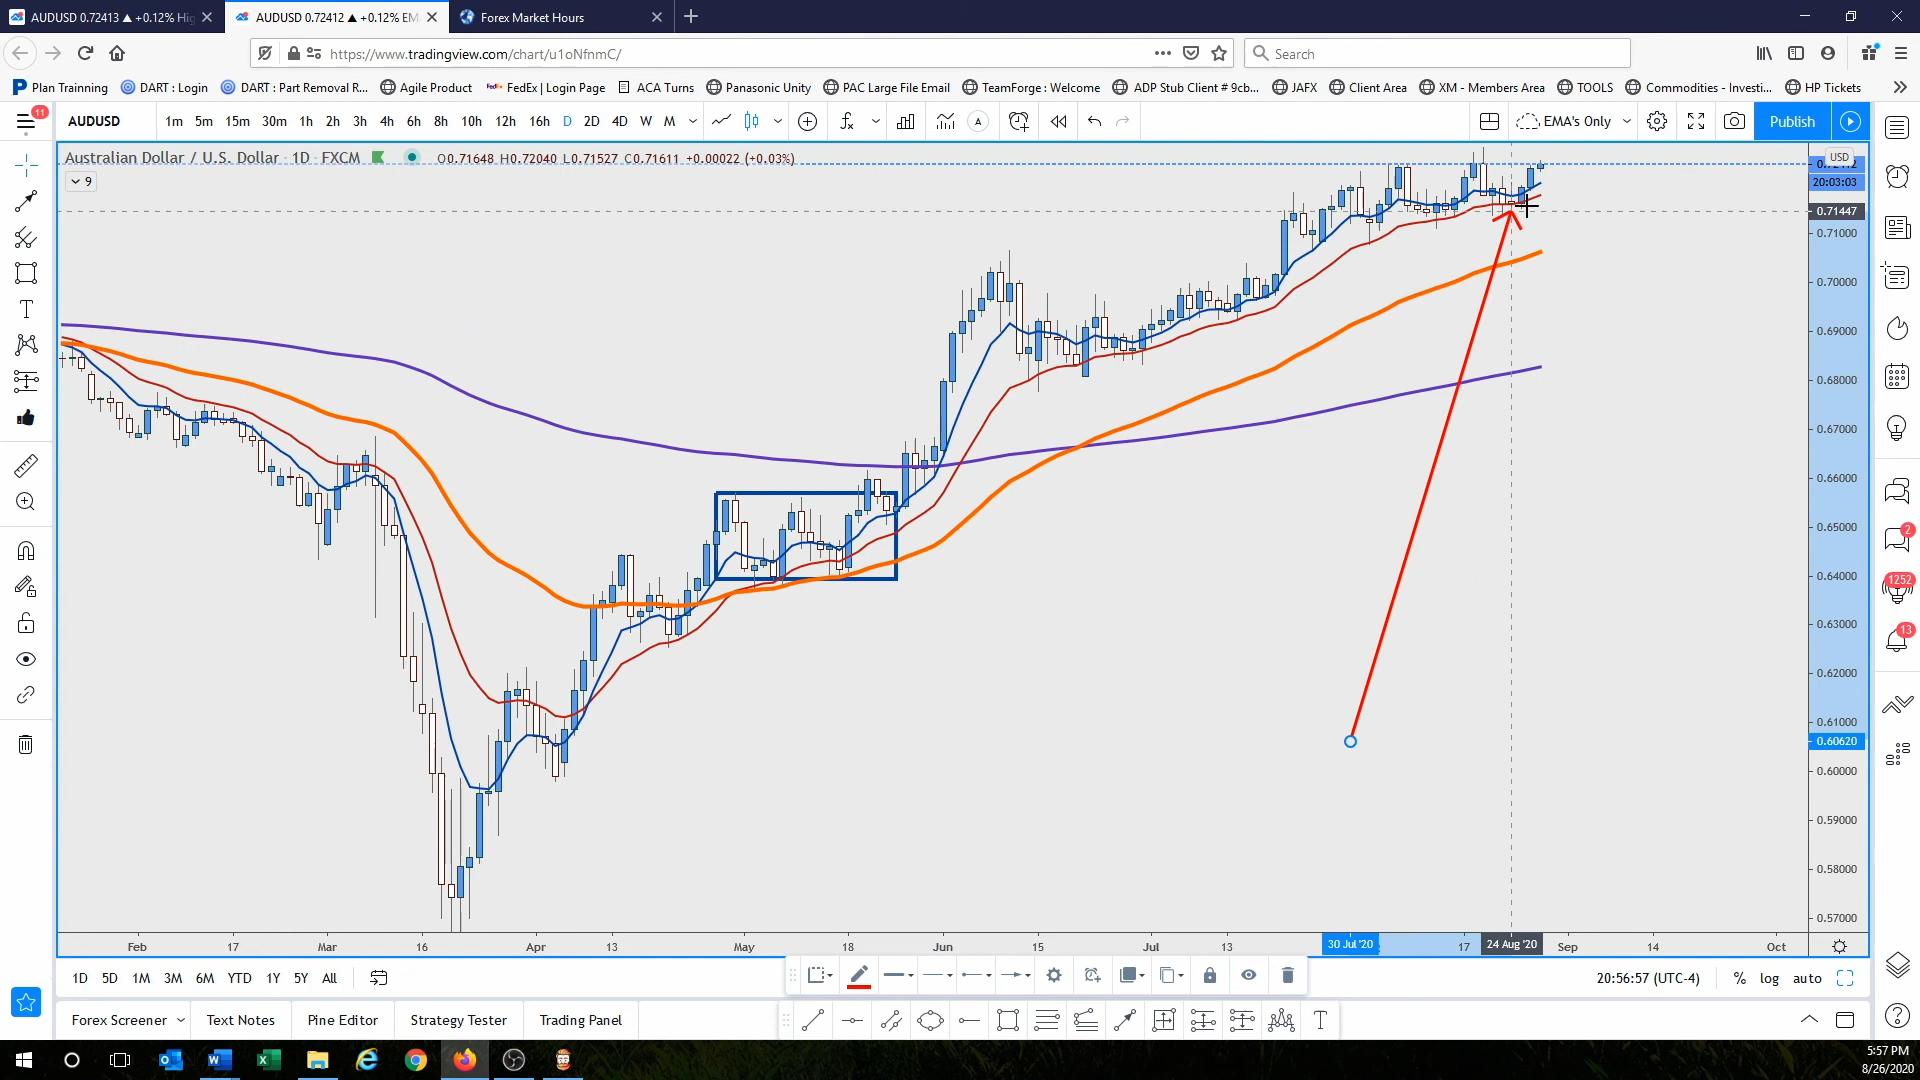 AUDUSD 0.72413 ▲ +0.12% Hig
AUDUSD 0.72412 ▲ +0.12% EM
Forex Market Hours
https://www.tradingview.com/chart/u1oNfnmC/
Search
Plan Trainning
DART : Login
DART : Part Removal R...
Agile Product
FedEx | Login Page
ACA Turns
Panasonic Unity
PAC Large File Email
TeamForge : Welcome
ADP Stub Client # 9cb...
JAFX
Client Area
XM - Members Area
TOOLS
Commodities - Investi...
HP Tickets
11
AUDUSD
1m 5m 15m 30m 1h 2h 3h 4h 6h 8h 10h 12h 16h D 2D 4D W M
EMA's Only
Publish
Australian Dollar / U.S. Dollar · 1D · FXCM
O0.71648 H0.72040 L0.71527 C0.71611 +0.00022 (+0.03%)
9
USD
20:03:03
0.71447
0.71000
0.70000
0.69000
0.68000
0.67000
0.66000
0.65000
0.64000
0.63000
0.62000
0.61000
0.60620
0.60000
0.59000
0.58000
0.57000
2
1252
13
Feb 17 Mar 16 Apr 13 May 18 Jun 15 Jul 13 30 Jul '20 17 24 Aug '20 Sep 14 Oct
1D 5D 1M 3M 6M YTD 1Y 5Y All
20:56:57 (UTC-4)
% log auto
Forex Screener
Text Notes
Pine Editor
Strategy Tester
Trading Panel
5:57 PM
8/26/2020